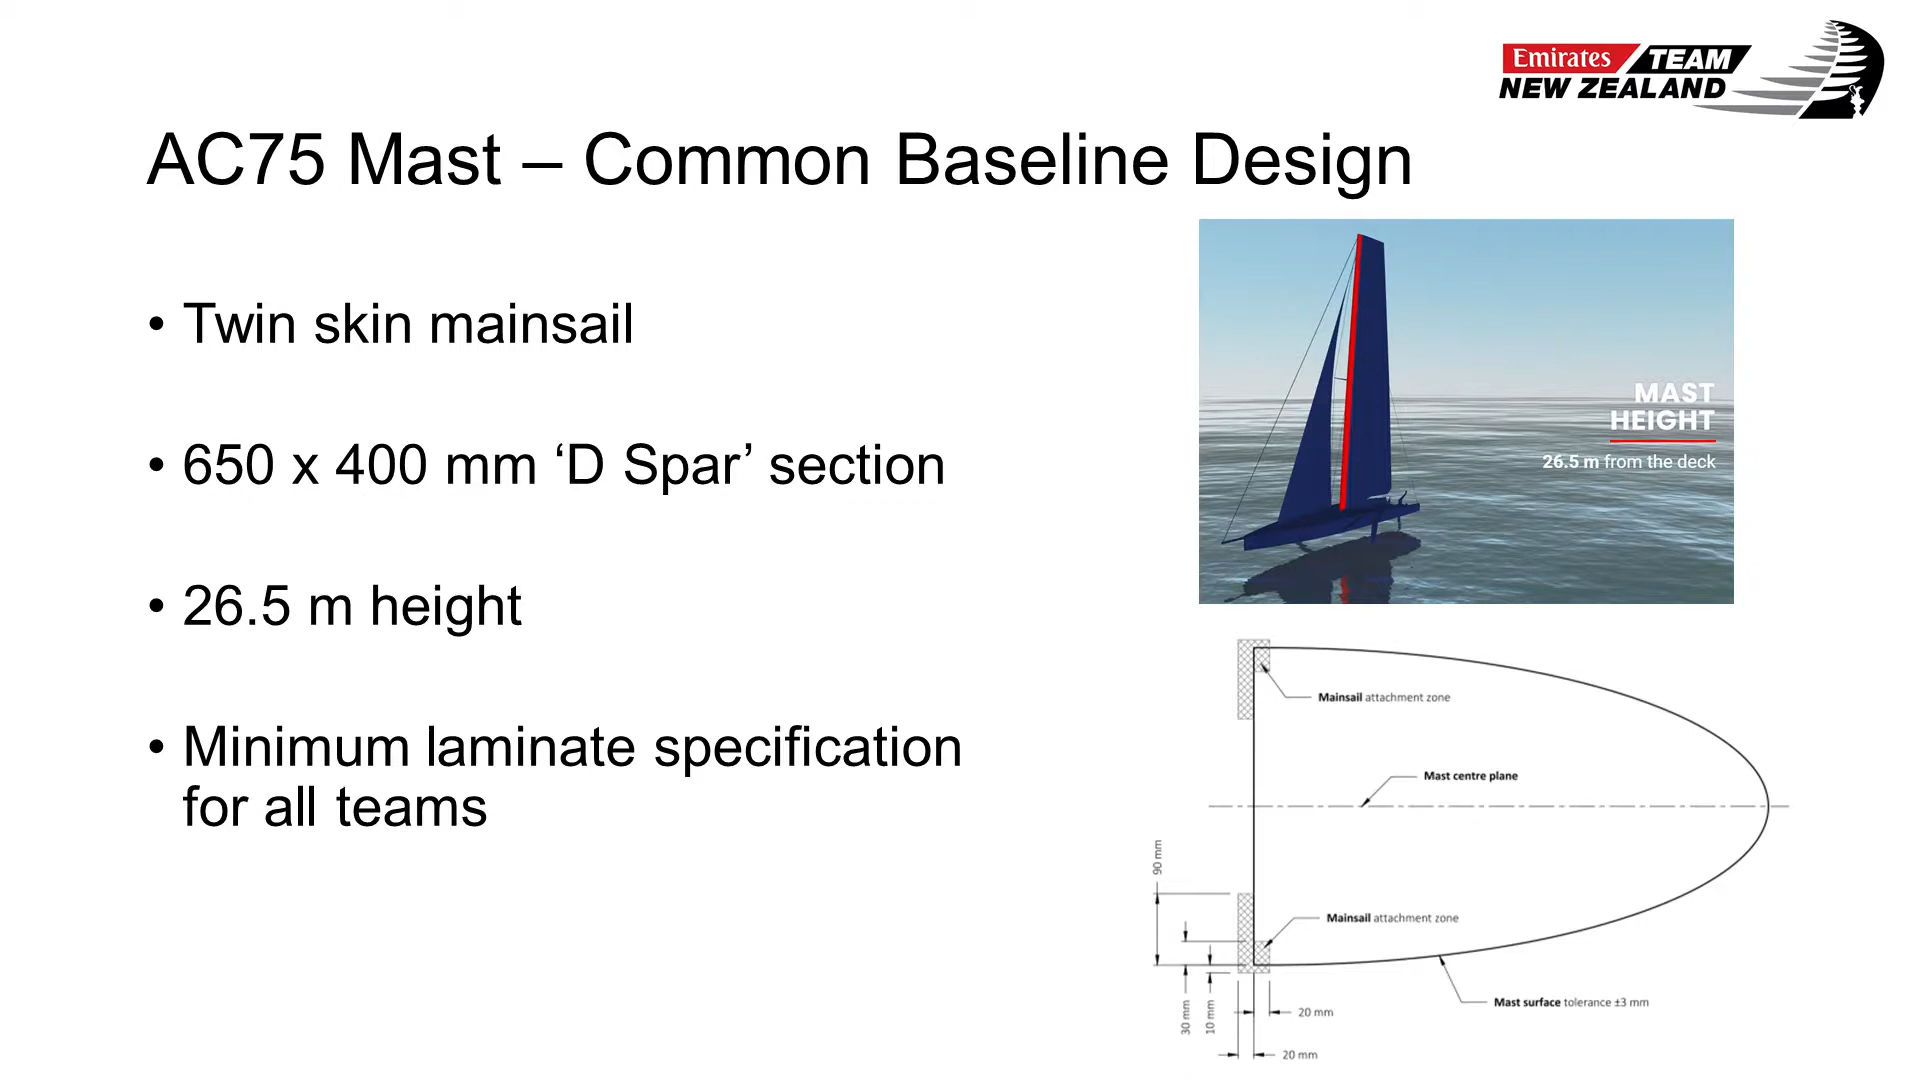 Emirates TEAM
NEW ZEALAND
AC75 Mast – Common Baseline Design
• Twin skin mainsail
• 650 x 400 mm ‘D Spar’ section
• 26.5 m height
• Minimum laminate specification
for all teams
MAST
HEIGHT
26.5 m from the deck
Mainsail attachment zone
Mast centre plane
90 mm
Mainsail attachment zone
Mast surface tolerance ±3 mm
30 mm
10 mm
20 mm
20 mm